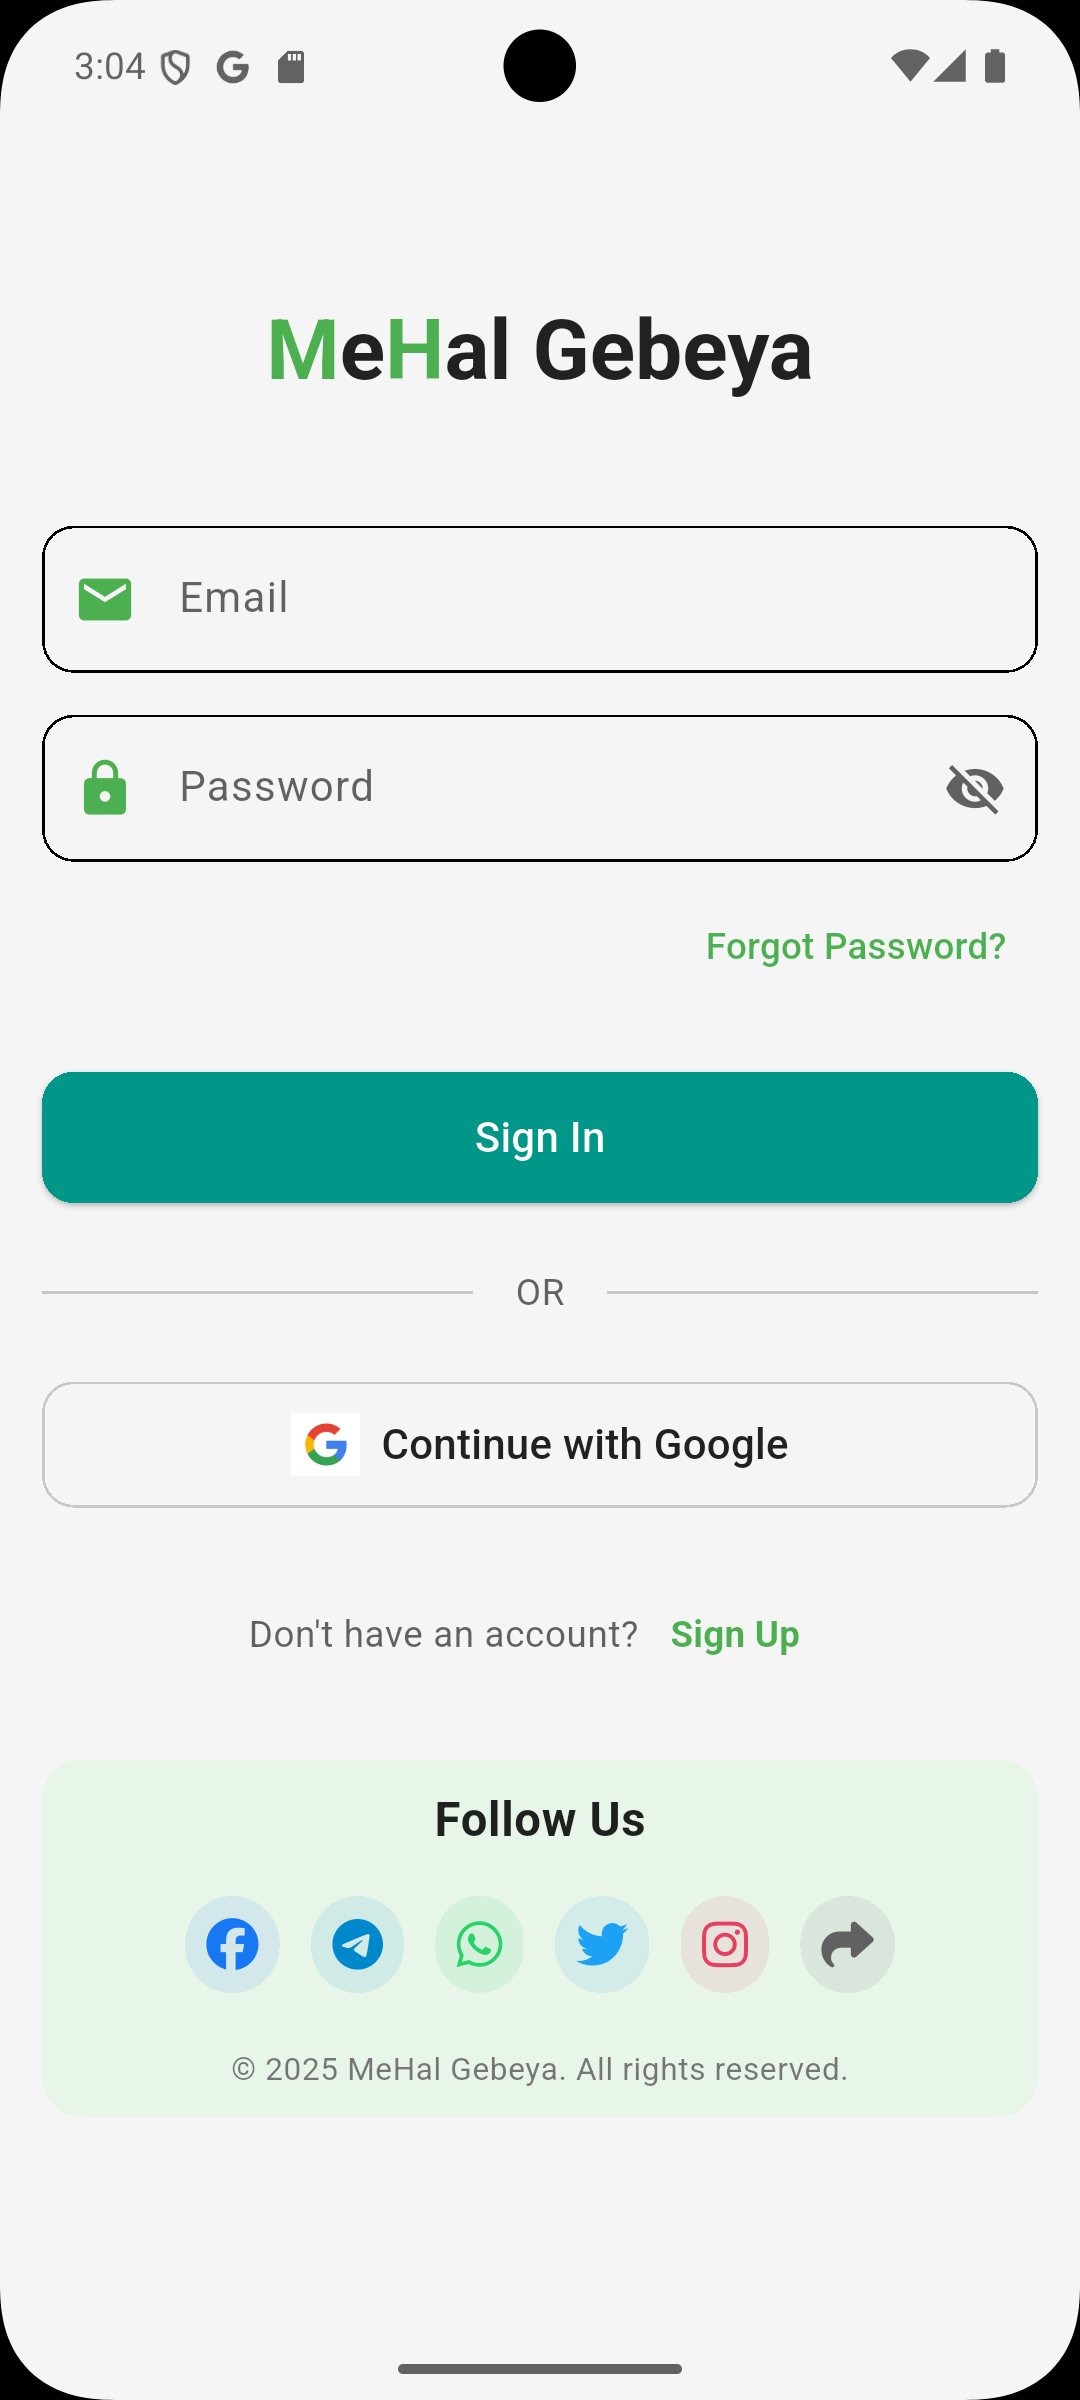 3:04
MeHal Gebeya
Email
Password
Forgot Password?
Sign In
OR
Continue with Google
Don't have an account? Sign Up
Follow Us
© 2025 MeHal Gebeya. All rights reserved.